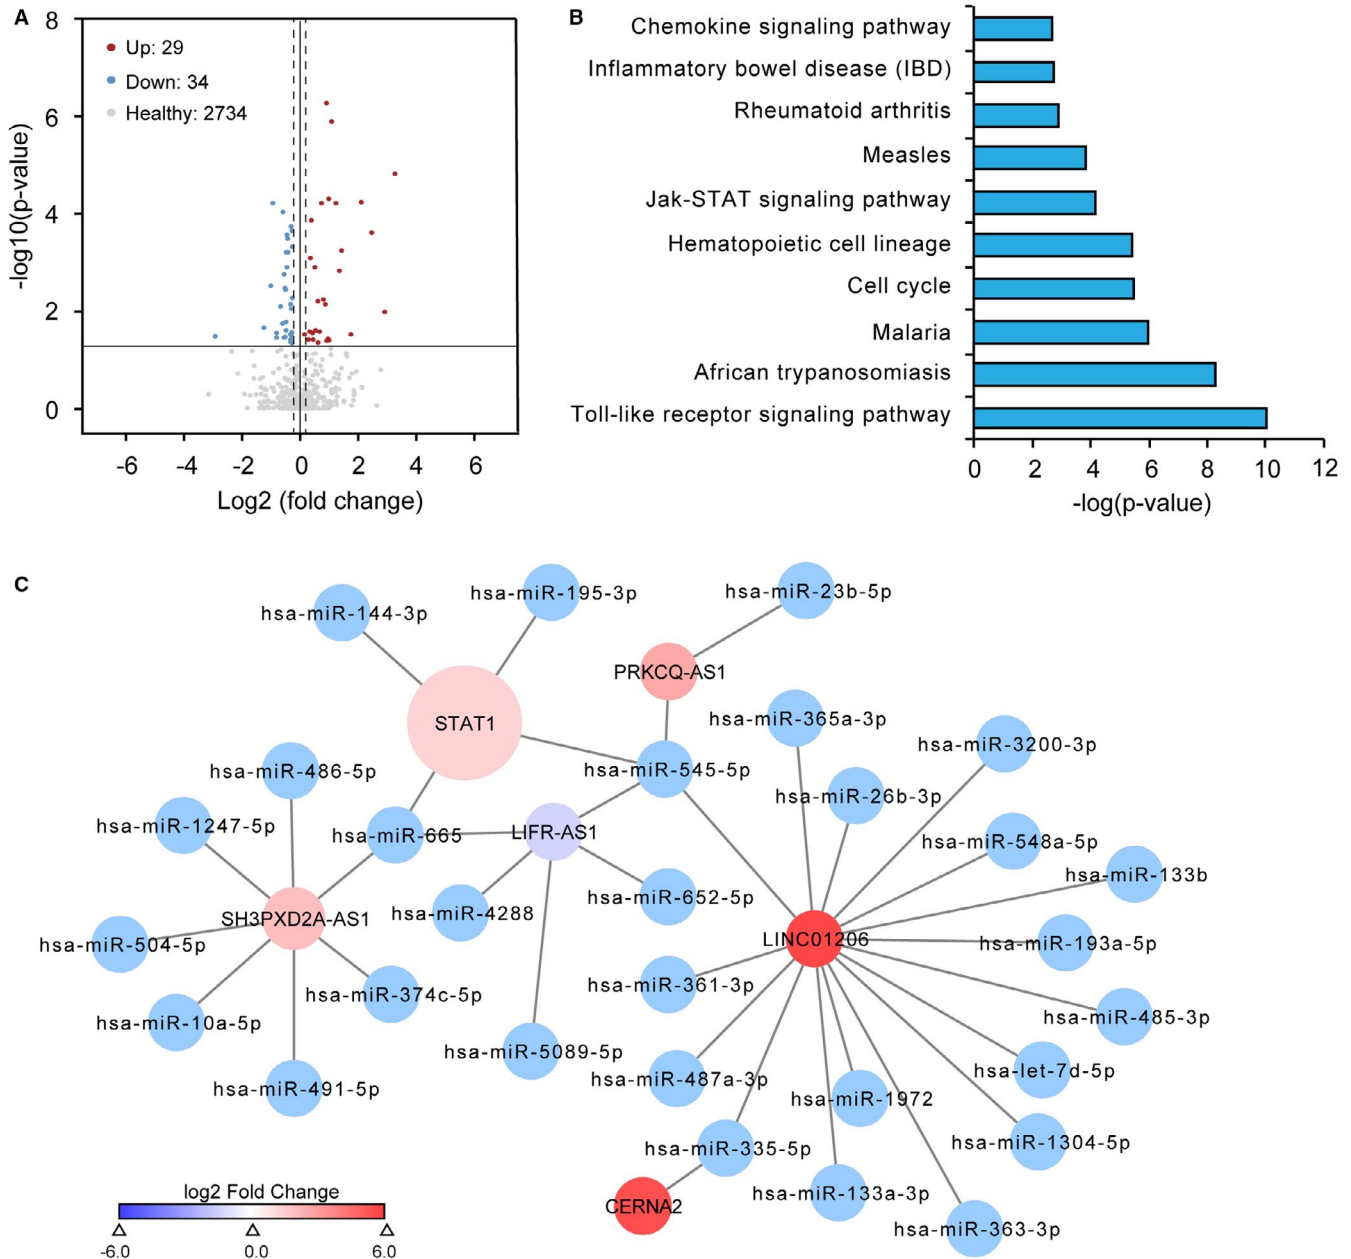 A
8
6
4
2
0
-log10(p-value)
Up: 29
Down: 34
Healthy: 2734
-6 -4 -2 0 2 4 6
Log2 (fold change)
B
Chemokine signaling pathway
Inflammatory bowel disease (IBD)
Rheumatoid arthritis
Measles
Jak-STAT signaling pathway
Hematopoietic cell lineage
Cell cycle
Malaria
African trypanosomiasis
Toll-like receptor signaling pathway
0 2 4 6 8 10 12
-log(p-value)
C
hsa-miR-144-3p
hsa-miR-195-3p
hsa-miR-23b-5p
PRKCQ-AS1
STAT1
hsa-miR-365a-3p
hsa-miR-3200-3p
hsa-miR-486-5p
hsa-miR-545-5p
hsa-miR-26b-3p
hsa-miR-1247-5p
hsa-miR-665
LIFR-AS1
hsa-miR-548a-5p
hsa-miR-133b
hsa-miR-652-5p
hsa-miR-4288
SH3PXD2A-AS1
hsa-miR-504-5p
LINC01206
hsa-miR-193a-5p
hsa-miR-361-3p
hsa-miR-374c-5p
hsa-miR-485-3p
hsa-miR-10a-5p
hsa-miR-5089-5p
hsa-let-7d-5p
hsa-miR-487a-3p
hsa-miR-491-5p
hsa-miR-1972
hsa-miR-1304-5p
hsa-miR-335-5p
hsa-miR-133a-3p
CERNA2
hsa-miR-363-3p
log2 Fold Change
-6.0 0.0 6.0